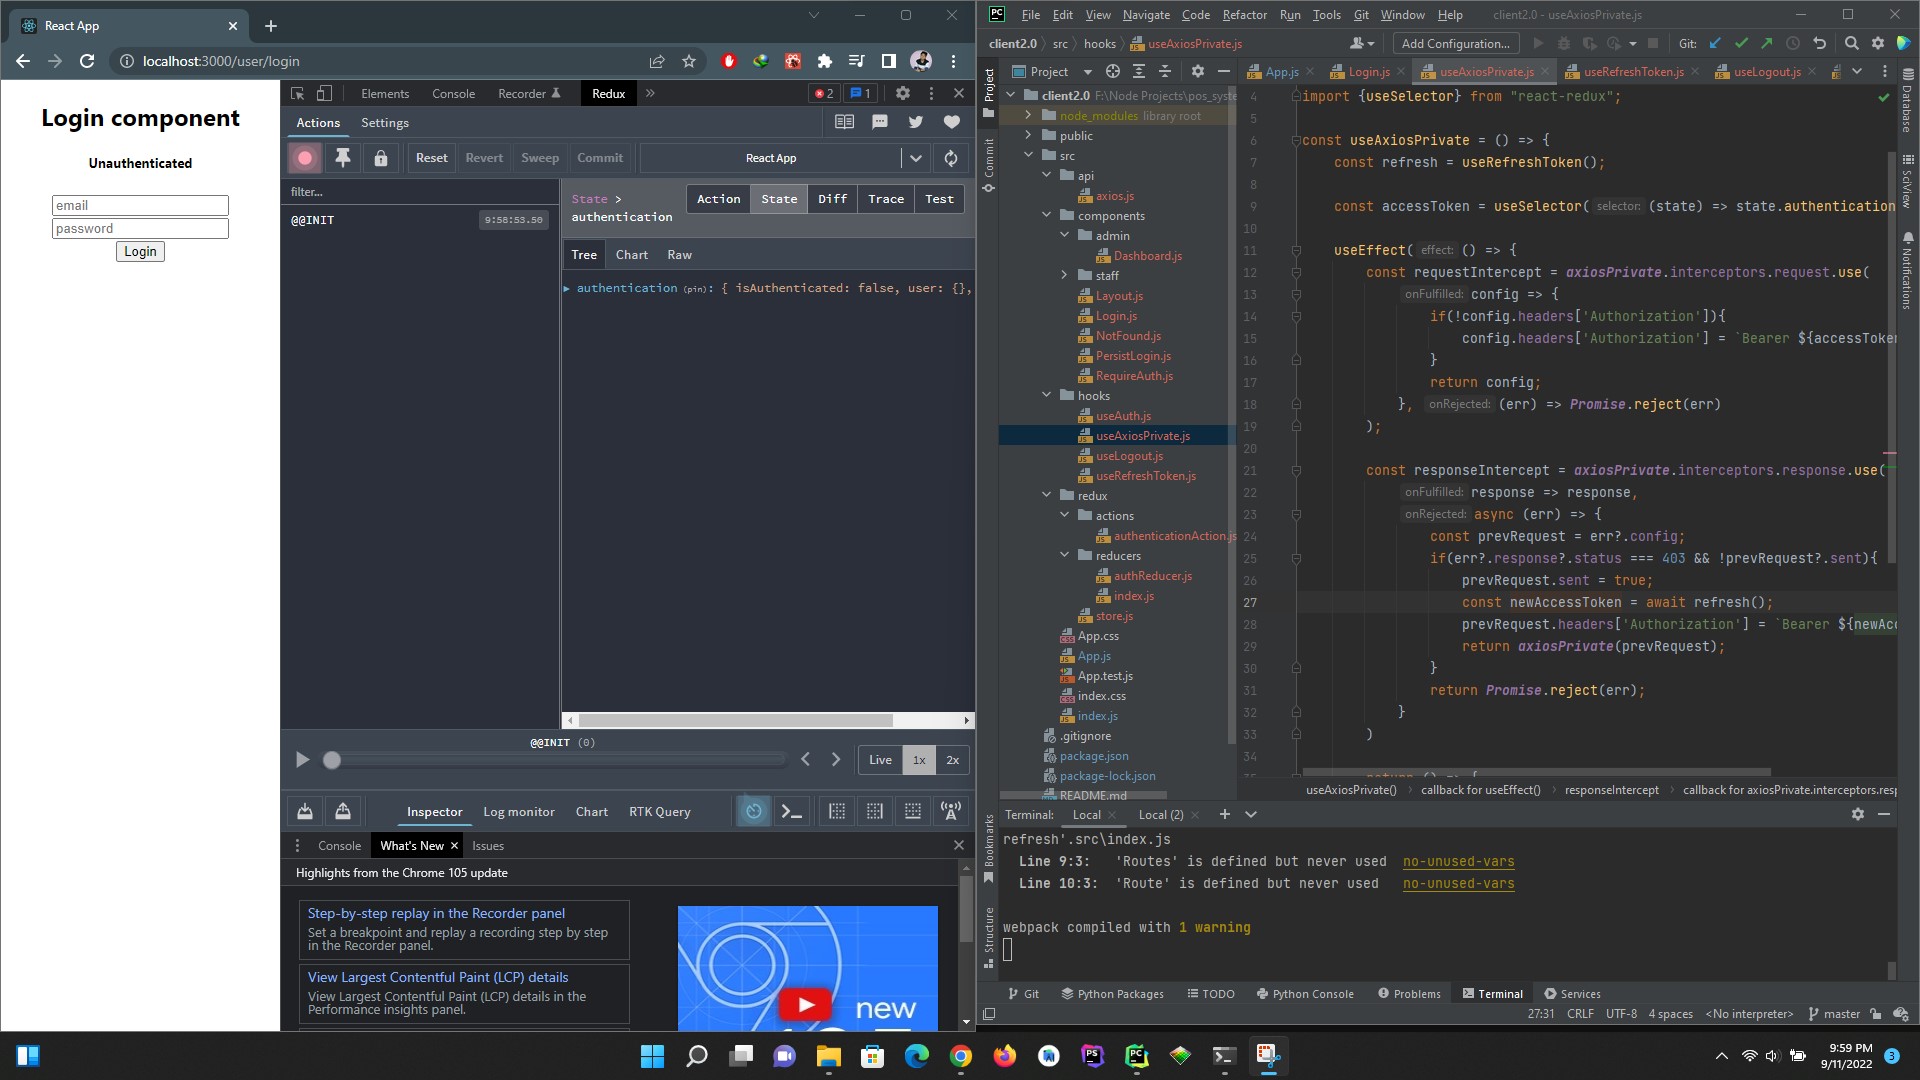 React App
localhost:3000/user/login
Login component
Unauthenticated
email
password
Login
Elements
Console
Recorder
Redux
2
1
Actions
Settings
Reset
Revert
Sweep
Commit
React App
filter...
@@INIT
9:58:53.50
State >
authentication
Action
State
Diff
Trace
Test
Tree
Chart
Raw
authentication (pin): { isAuthenticated: false, user: {},
@@INIT (0)
Live
1x
2x
Inspector
Log monitor
Chart
RTK Query
Console
What's New
Issues
Highlights from the Chrome 105 update
Step-by-step replay in the Recorder panel
Set a breakpoint and replay a recording step by step
in the Recorder panel.
View Largest Contentful Paint (LCP) details
View Largest Contentful Paint (LCP) details in the
Performance insights panel.
new
PC
File
Edit
View
Navigate
Code
Refactor
Run
Tools
Git
Window
Help
client2.0 - useAxiosPrivate.js
client2.0
src
hooks
useAxiosPrivate.js
Add Configuration...
Git:
Project
Commit
Bookmarks
Structure
Project
client2.0 F:\Node Projects\pos_syste
node_modules library root
public
src
api
axios.js
components
admin
Dashboard.js
staff
Layout.js
Login.js
NotFound.js
PersistLogin.js
RequireAuth.js
hooks
useAuth.js
useAxiosPrivate.js
useLogout.js
useRefreshToken.js
redux
actions
authenticationAction.js
reducers
authReducer.js
index.js
store.js
App.css
App.js
App.test.js
index.css
index.js
.gitignore
package.json
package-lock.json
README.md
App.js
Login.js
useAxiosPrivate.js
useRefreshToken.js
useLogout.js
4 import {useSelector} from "react-redux";
5
6 const useAxiosPrivate = () => {
7 const refresh = useRefreshToken();
8
9 const accessToken = useSelector( selector: (state) => state.authentication
10
11 useEffect( effect: () => {
12 const requestIntercept = axiosPrivate.interceptors.request.use(
13 onFulfilled: config => {
14 if(!config.headers['Authorization']){
15 config.headers['Authorization'] = `Bearer ${accessToken
16 }
17 return config;
18 }, onRejected: (err) => Promise.reject(err)
19 );
20
21 const responseIntercept = axiosPrivate.interceptors.response.use(
22 onFulfilled: response => response,
23 onRejected: async (err) => {
24 const prevRequest = err?.config;
25 if(err?.response?.status === 403 && !prevRequest?.sent){
26 prevRequest.sent = true;
27 const newAccessToken = await refresh();
28 prevRequest.headers['Authorization'] = `Bearer ${newAcc
29 return axiosPrivate(prevRequest);
30 }
31 return Promise.reject(err);
32 }
33 )
34
return () => {
useAxiosPrivate()
callback for useEffect()
responseIntercept
callback for axiosPrivate.interceptors.resp
Database
SciView
Notifications
Terminal:
Local
Local (2)
refresh'.src\index.js
Line 9:3: 'Routes' is defined but never used no-unused-vars
Line 10:3: 'Route' is defined but never used no-unused-vars
webpack compiled with 1 warning
Git
Python Packages
TODO
Python Console
Problems
Terminal
Services
27:31
CRLF
UTF-8
4 spaces
<No interpreter>
master
PS
PC
9:59 PM
9/11/2022
3